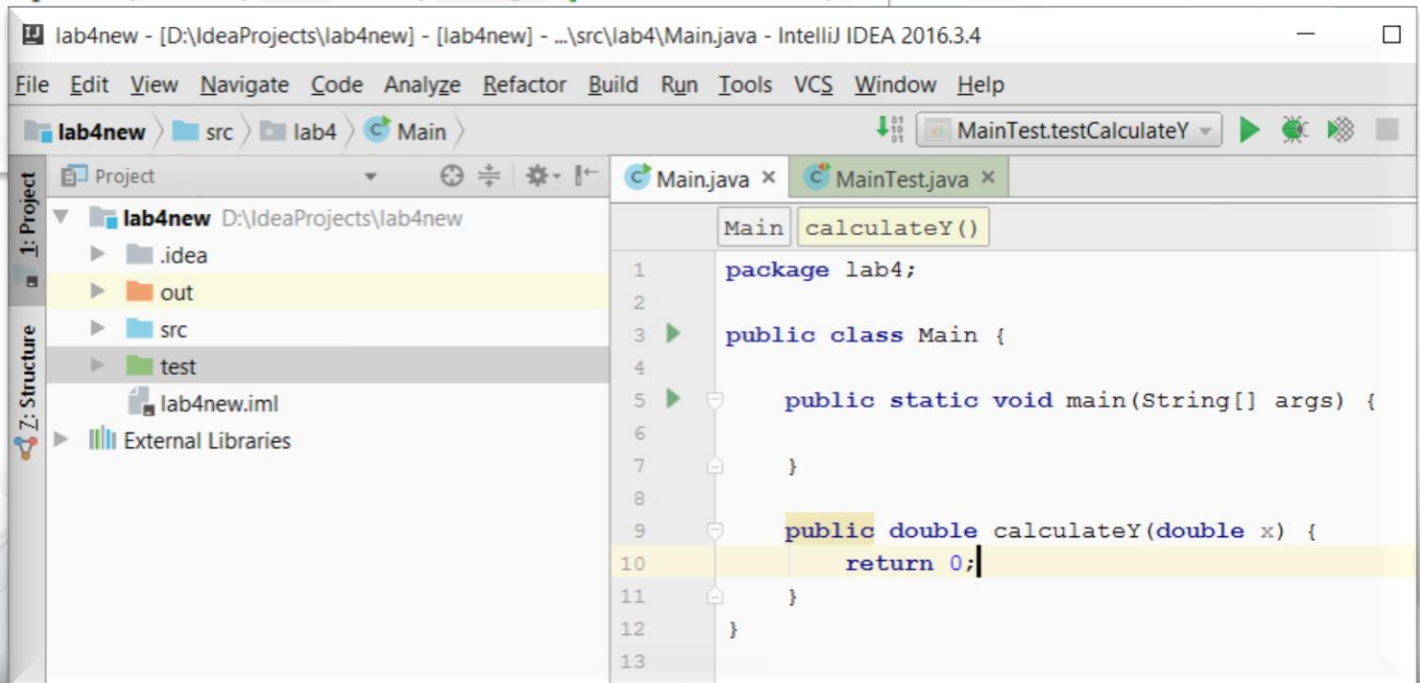 lab4new - [D:\IdeaProjects\lab4new] - [lab4new] - ...\src\lab4\Main.java - IntelliJ IDEA 2016.3.4
File Edit View Navigate Code Analyze Refactor Build Run Tools VCS Window Help
lab4new src lab4 Main MainTest.testCalculateY
1: Project
Z: Structure
Project
lab4new D:\IdeaProjects\lab4new
.idea
out
src
test
lab4new.iml
External Libraries
Main.java MainTest.java
Main calculateY()
1 package lab4;
2
3 public class Main {
4
5 public static void main(String[] args) {
6
7 }
8
9 public double calculateY(double x) {
10 return 0;
11 }
12 }
13